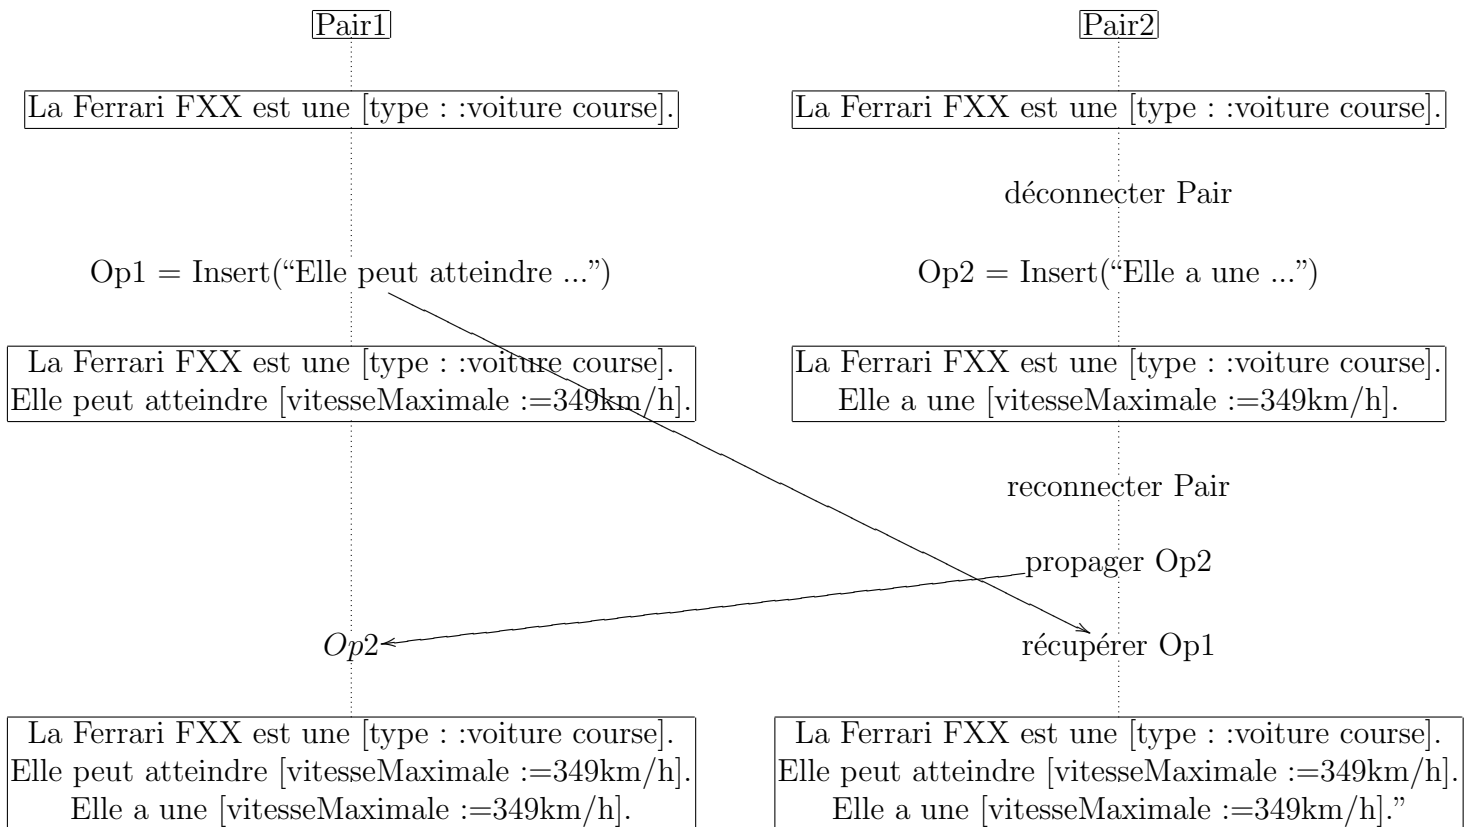 Pair1
Pair2
La Ferrari FXX est une [type : :voiture course].
La Ferrari FXX est une [type : :voiture course].
déconnecter Pair
Op1 = Insert(“Elle peut atteindre ...”)
Op2 = Insert(“Elle a une ...”)
La Ferrari FXX est une [type : :voiture course].
Elle peut atteindre [vitesseMaximale :=349km/h].
La Ferrari FXX est une [type : :voiture course].
Elle a une [vitesseMaximale :=349km/h].
reconnecter Pair
propager Op2
Op2
récupérer Op1
La Ferrari FXX est une [type : :voiture course].
Elle peut atteindre [vitesseMaximale :=349km/h].
Elle a une [vitesseMaximale :=349km/h].
La Ferrari FXX est une [type : :voiture course].
Elle peut atteindre [vitesseMaximale :=349km/h].
Elle a une [vitesseMaximale :=349km/h].”